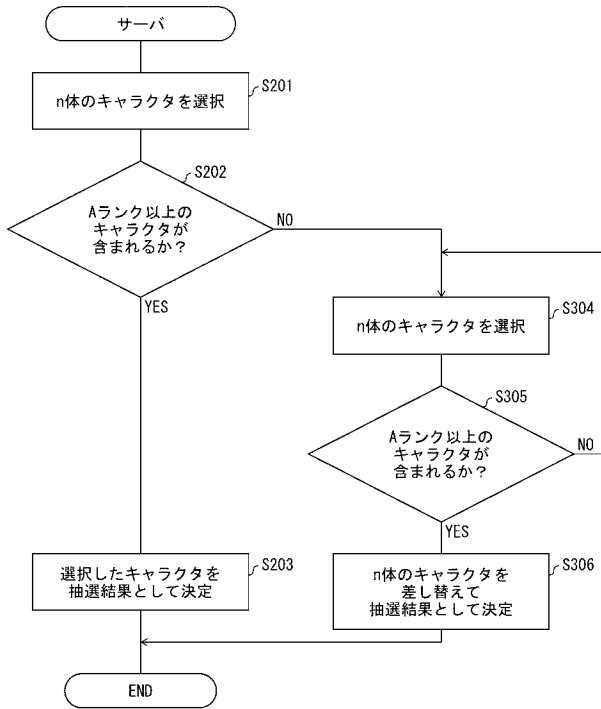 サーバ
n体のキャラクタを選択
S201
S202
Aランク以上の
キャラクタが
含まれるか？
NO
YES
n体のキャラクタを選択
S304
S305
Aランク以上の
キャラクタが
含まれるか？
NO
YES
選択したキャラクタを
抽選結果として決定
S203
n体のキャラクタを
差し替えて
抽選結果として決定
S306
END